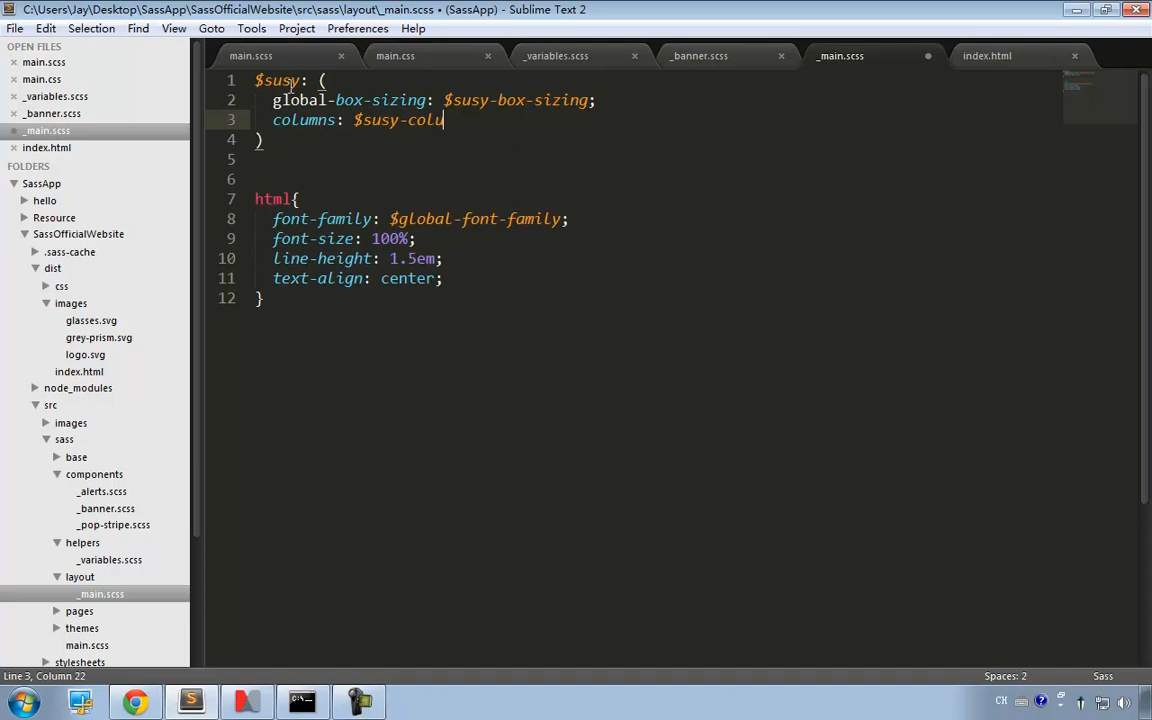 C:\Users\Jay\Desktop\SassApp\SassOfficialWebsite\src\sass\layout\_main.scss • (SassApp) - Sublime Text 2
File Edit Selection Find View Goto Tools Project Preferences Help
OPEN FILES
main.scss
main.css
_variables.scss
_banner.scss
_main.scss
index.html
FOLDERS
SassApp
hello
Resource
SassOfficialWebsite
.sass-cache
dist
css
images
glasses.svg
grey-prism.svg
logo.svg
index.html
node_modules
src
images
sass
base
components
_alerts.scss
_banner.scss
_pop-stripe.scss
helpers
_variables.scss
layout
_main.scss
pages
themes
main.scss
stylesheets
main.scss main.css _variables.scss _banner.scss _main.scss index.html
1 $susy: (
2 global-box-sizing: $susy-box-sizing;
3 columns: $susy-colu
4 )
5
6
7 html{
8 font-family: $global-font-family;
9 font-size: 100%;
10 line-height: 1.5em;
11 text-align: center;
12 }
Line 3, Column 22 Spaces: 2 Sass
CH